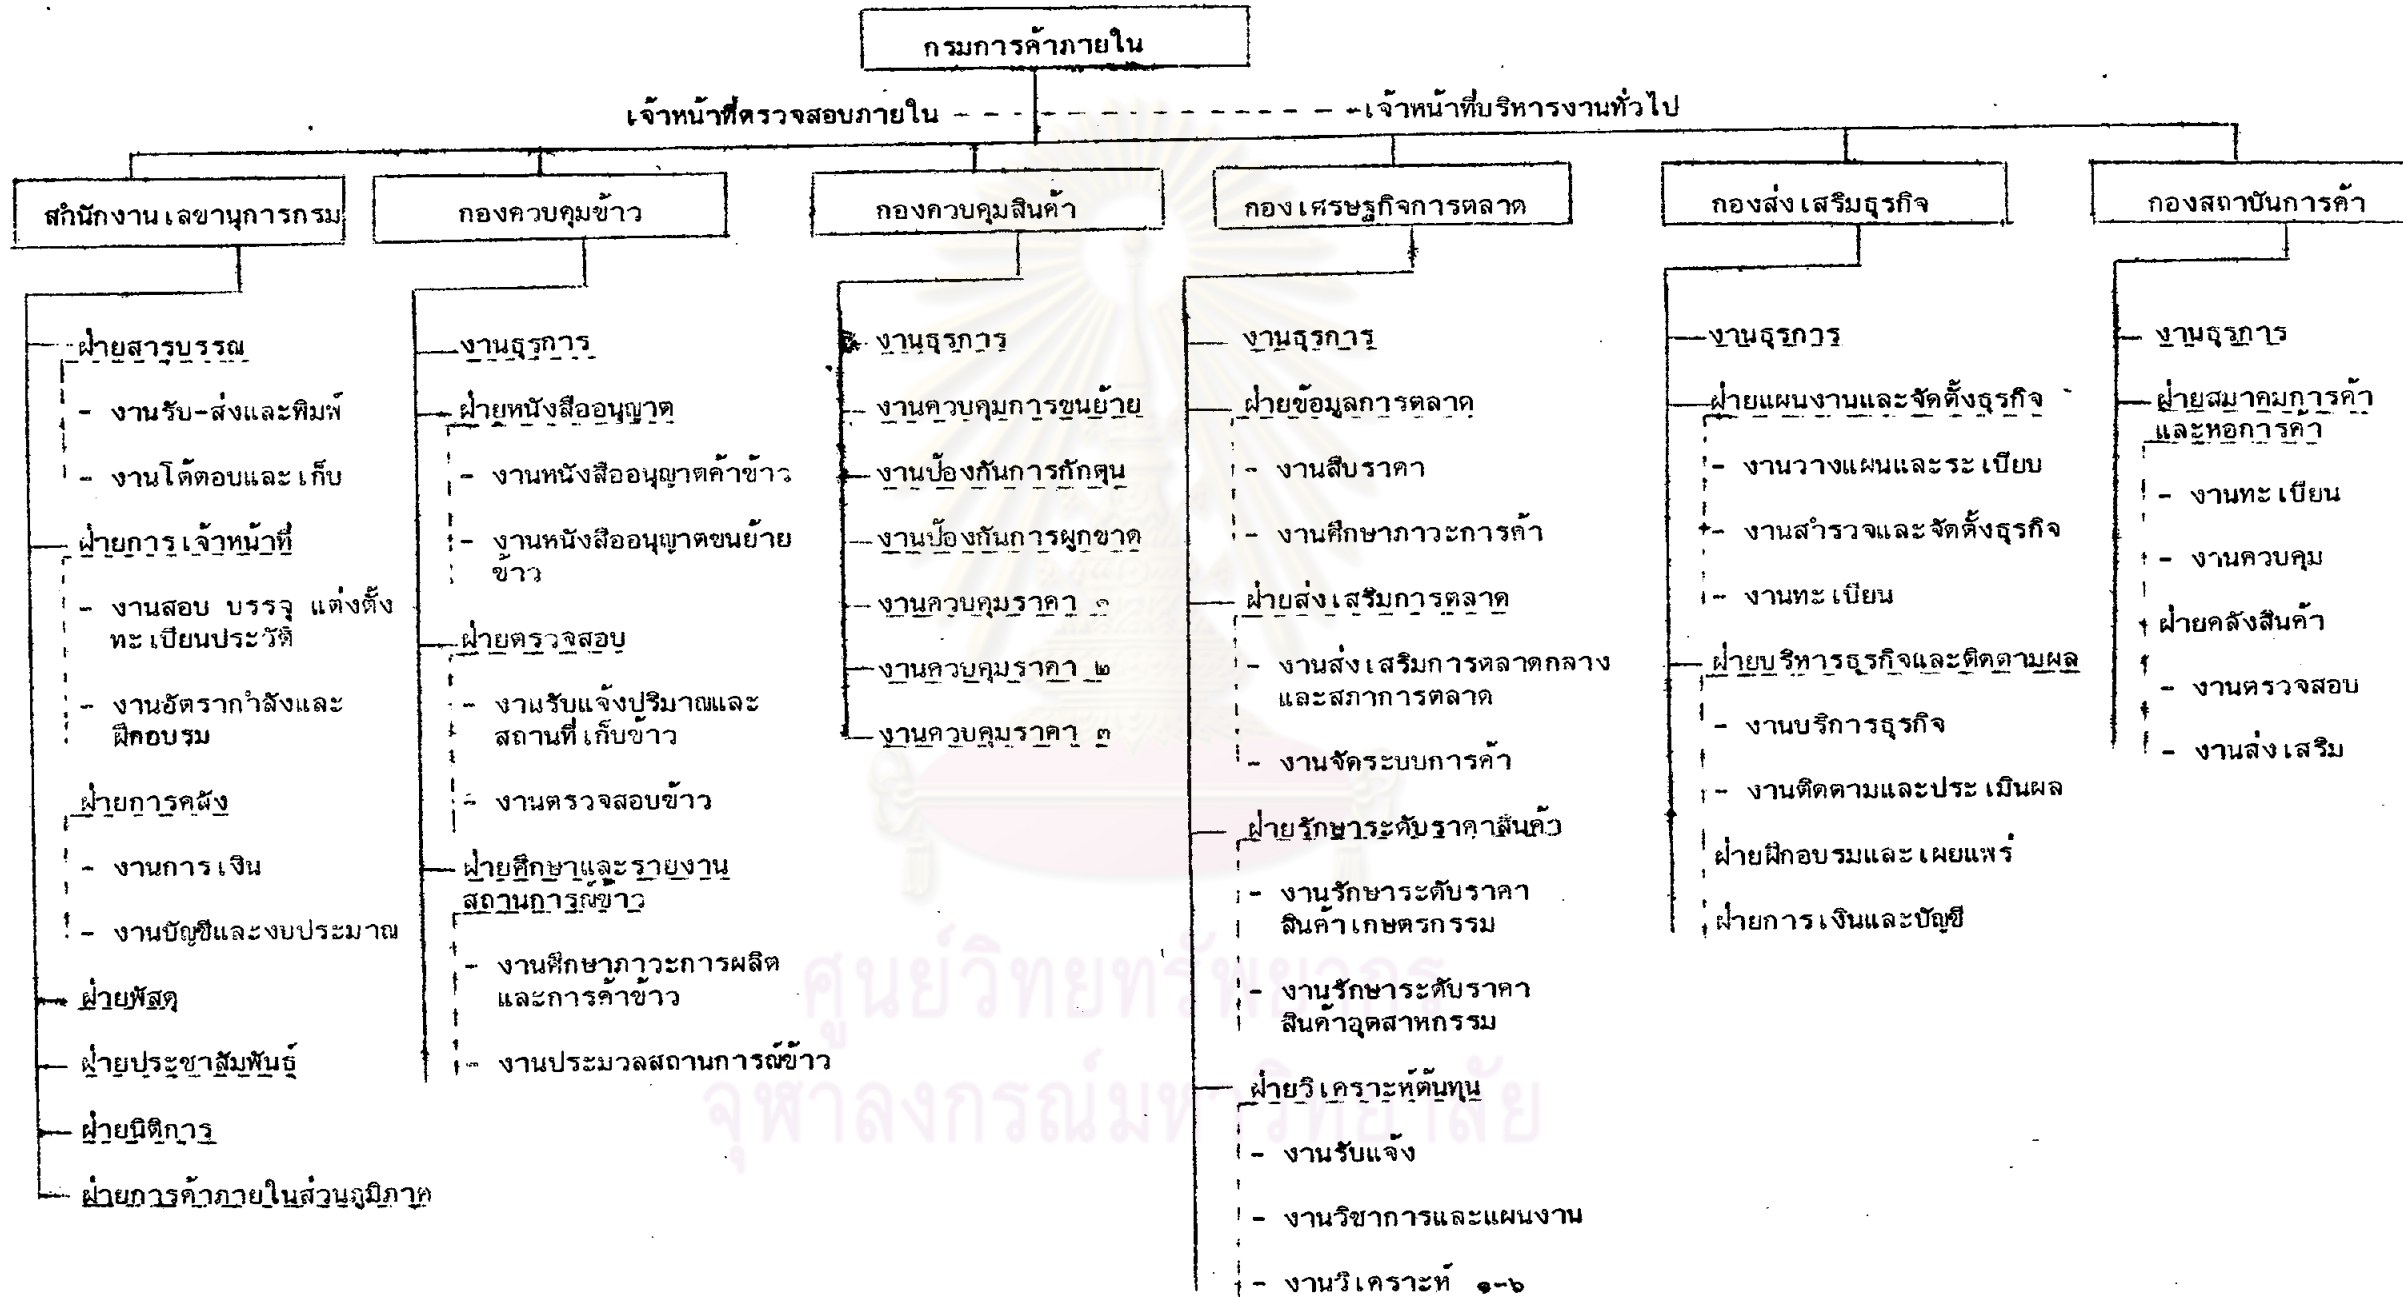 กรมการค้าภายใน
เจ้าหน้าที่ตรวจสอบภายใน - - - - - - - - - - - - - เจ้าหน้าที่บริหารงานทั่วไป
สำนักงานเลขานุการกรม
ฝ่ายสารบรรณ
- งานรับ-ส่งและพิมพ์
- งานโต้ตอบและเก็บ
ฝ่ายการเจ้าหน้าที่
- งานสอบ บรรจุ แต่งตั้ง
ทะเบียนประวัติ
- งานอัตรากำลังและ
ฝึกอบรม
ฝ่ายการคลัง
- งานการเงิน
- งานบัญชีและงบประมาณ
ฝ่ายพัสดุ
ฝ่ายประชาสัมพันธ์
ฝ่ายนิติการ
ฝ่ายการค้าภายในส่วนภูมิภาค
กองควบคุมข้าว
งานธุรการ
ฝ่ายหนังสืออนุญาต
- งานหนังสืออนุญาตค้าข้าว
- งานหนังสืออนุญาตขนย้าย
ข้าว
ฝ่ายตรวจสอบ
- งานรับแจ้งปริมาณและ
สถานที่เก็บข้าว
- งานตรวจสอบข้าว
ฝ่ายศึกษาและรายงาน
สถานการณ์ข้าว
- งานศึกษาภาวะการผลิต
และการค้าข้าว
- งานประมวลสถานการณ์ข้าว
กองควบคุมสินค้า
งานธุรการ
งานควบคุมการขนย้าย
งานป้องกันการกักตุน
งานป้องกันการผูกขาด
งานควบคุมราคา ๑
งานควบคุมราคา ๒
งานควบคุมราคา ๓
กองเศรษฐกิจการตลาด
งานธุรการ
ฝ่ายข้อมูลการตลาด
- งานสืบราคา
- งานศึกษาภาวะการค้า
ฝ่ายส่งเสริมการตลาด
- งานส่งเสริมการตลาดกลาง
และสภาการตลาด
- งานจัดระบบการค้า
ฝ่ายรักษาระดับราคาสินค้า
- งานรักษาระดับราคา
สินค้าเกษตรกรรม
- งานรักษาระดับราคา
สินค้าอุตสาหกรรม
ฝ่ายวิเคราะห์ต้นทุน
- งานรับแจ้ง
- งานวิชาการและแผนงาน
- งานวิเคราะห์ ๑-๖
กองส่งเสริมธุรกิจ
งานธุรการ
ฝ่ายแผนงานและจัดตั้งธุรกิจ
- งานวางแผนและระเบียบ
- งานสำรวจและจัดตั้งธุรกิจ
- งานทะเบียน
ฝ่ายบริหารธุรกิจและติดตามผล
- งานบริการธุรกิจ
- งานติดตามและประเมินผล
ฝ่ายฝึกอบรมและเผยแพร่
ฝ่ายการเงินและบัญชี
กองสถาบันการค้า
งานธุรการ
ฝ่ายสมาคมการค้า
และหอการค้า
- งานทะเบียน
- งานควบคุม
ฝ่ายคลังสินค้า
- งานตรวจสอบ
- งานส่งเสริม
ศูนย์วิทยทรัพยากร
จุฬาลงกรณ์มหาวิทยาลัย